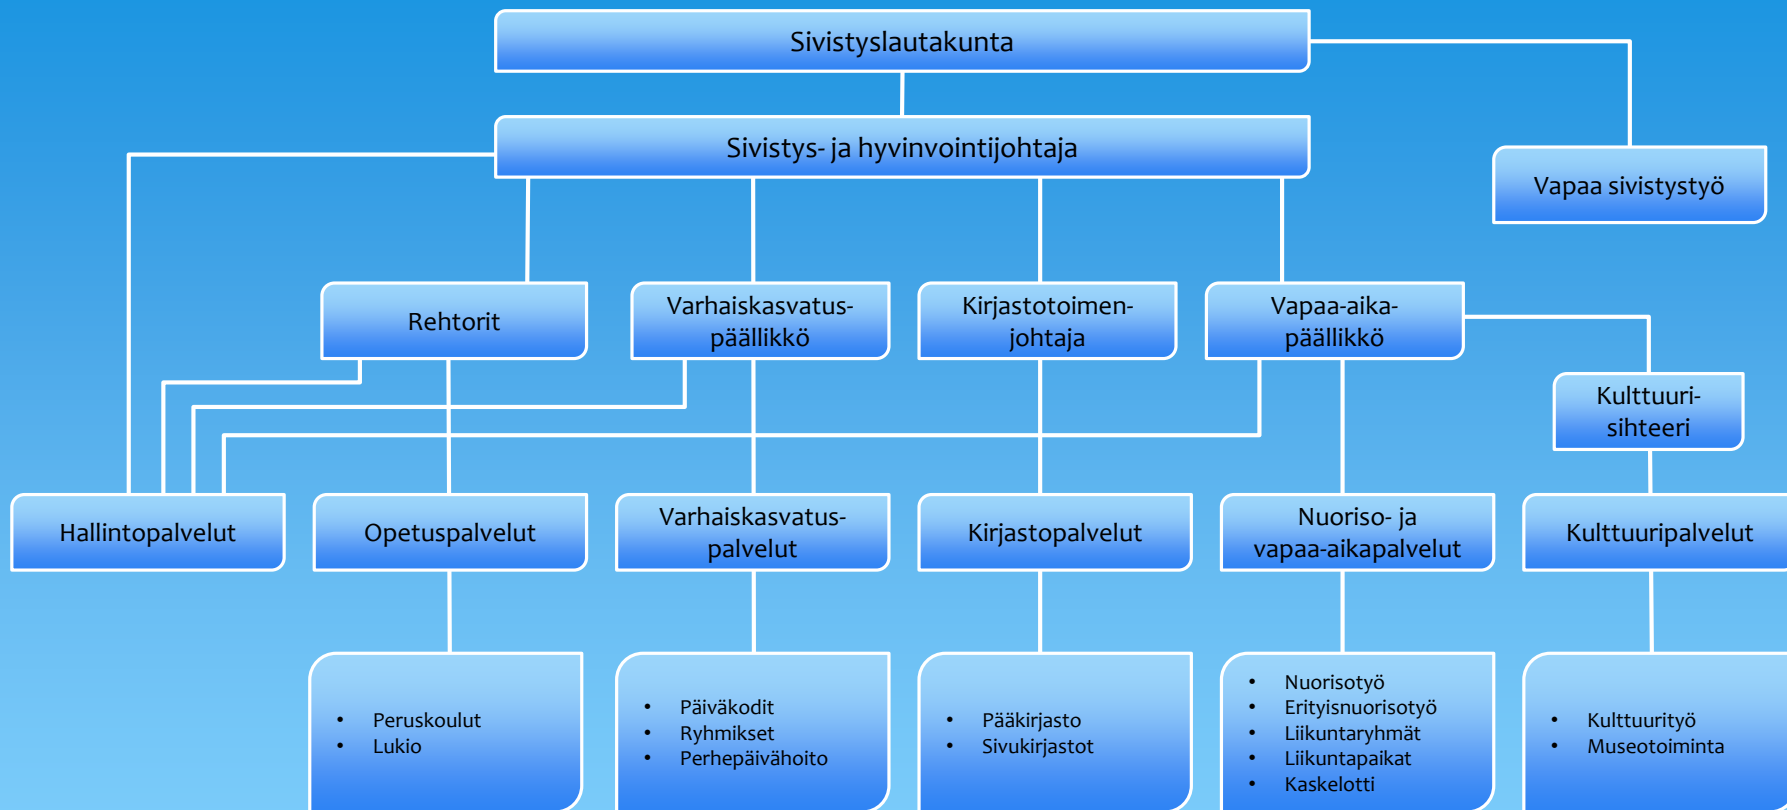 Sivistyslautakunta
Sivistys- ja hyvinvointijohtaja
Vapaa sivistystyö
Rehtorit
Varhaiskasvatus-
päällikkö
Kirjastotoimen-
johtaja
Vapaa-aika-
päällikkö
Kulttuuri-
sihteeri
Hallintopalvelut
Opetuspalvelut
Varhaiskasvatus-
palvelut
Kirjastopalvelut
Nuoriso- ja
vapaa-aikapalvelut
Kulttuuripalvelut
• Peruskoulut
• Lukio
• Päiväkodit
• Ryhmikset
• Perhepäivähoito
• Pääkirjasto
• Sivukirjastot
• Nuorisotyö
• Erityisnuorisotyö
• Liikuntaryhmät
• Liikuntapaikat
• Kaskelotti
• Kulttuurityö
• Museotoiminta